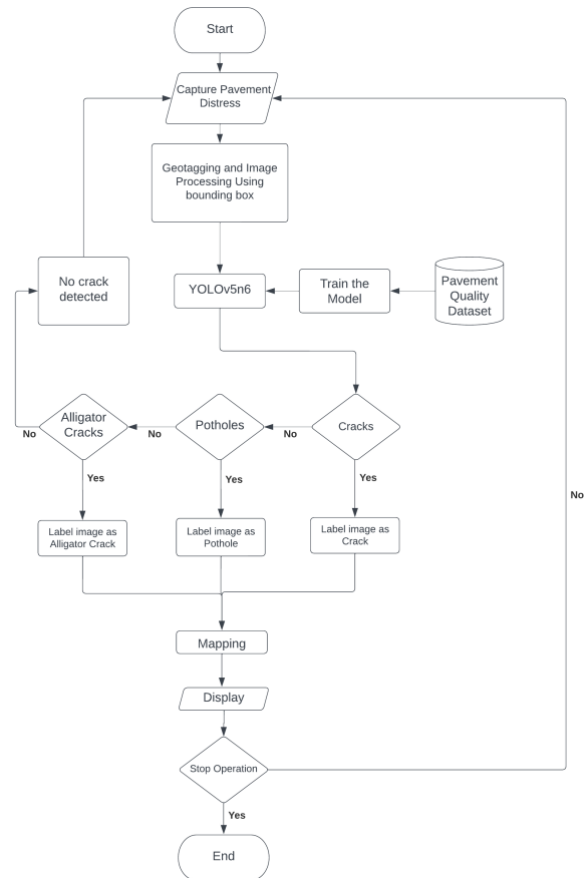 Start
Capture Pavement
Distress
Geotagging and Image
Processing Using
bounding box
No crack
detected
YOLOv5n6
Train the
Model
Pavement
Quality
Dataset
Alligator
Cracks
Potholes
Cracks
No
No
No
Yes
Yes
Yes
Label image as
Alligator Crack
Label image as
Pothole
Label image as
Crack
No
Mapping
Display
Stop Operation
Yes
End